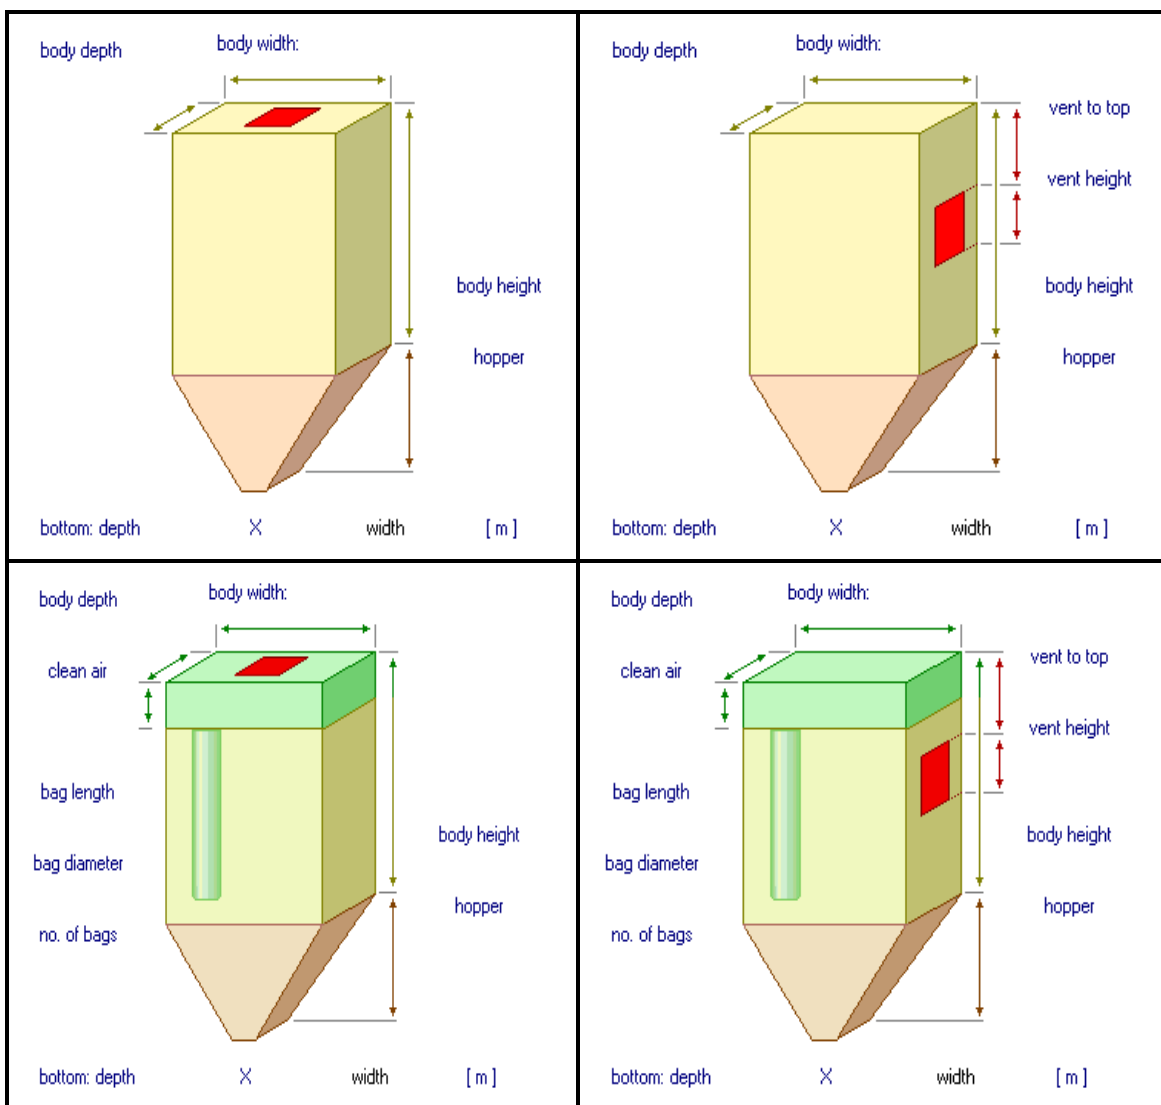 body depth
body width:
body height
hopper
bottom: depth X width [ m ]
body depth
body width:
vent to top
vent height
body height
hopper
bottom: depth X width [ m ]
body depth
body width:
clean air
bag length
body height
bag diameter
hopper
no. of bags
bottom: depth X width [ m ]
body depth
body width:
clean air
vent to top
vent height
bag length
body height
bag diameter
hopper
no. of bags
bottom: depth X width [ m ]